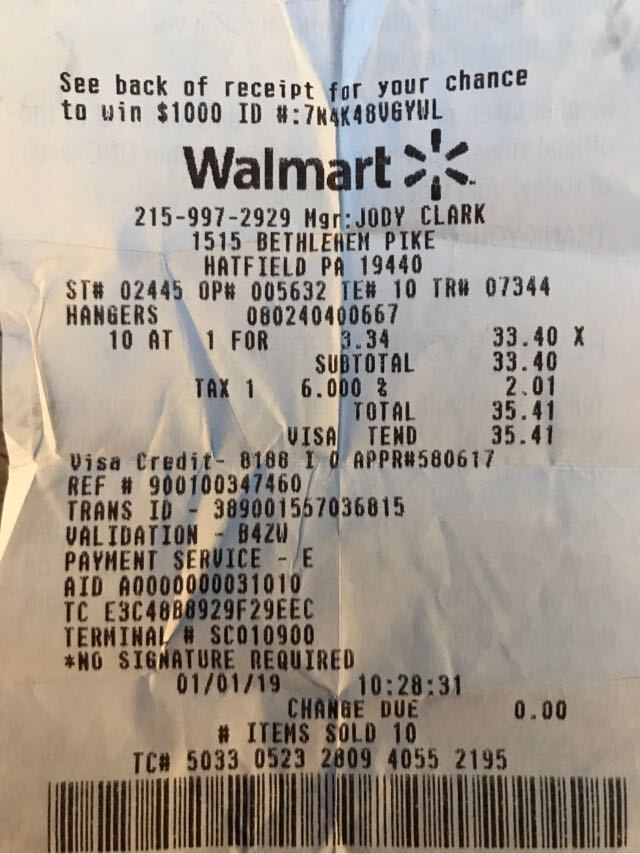 See back of receipt for your chance
to win $1000 ID #:7N4K48VGYWL
Walmart
215-997-2929 Mgr:JODY CLARK
1515 BETHLEHEM PIKE
HATFIELD PA 19440
ST# 02445 OP# 005632 TE# 10 TR# 07344
HANGERS 080240400667
10 AT 1 FOR 3.34 33.40 X
SUBTOTAL 33.40
TAX 1 6.000 % 2.01
TOTAL 35.41
VISA TEND 35.41
Visa Credit- 8188 I 0 APPR#580617
REF # 900100347460
TRANS ID - 389001557036815
VALIDATION - B4ZW
PAYMENT SERVICE - E
AID A0000000031010
TC E3C48B8929F29EEC
TERMINAL # SC010900
*NO SIGNATURE REQUIRED
01/01/19 10:28:31
CHANGE DUE 0.00
# ITEMS SOLD 10
TC# 5033 0523 2809 4055 2195